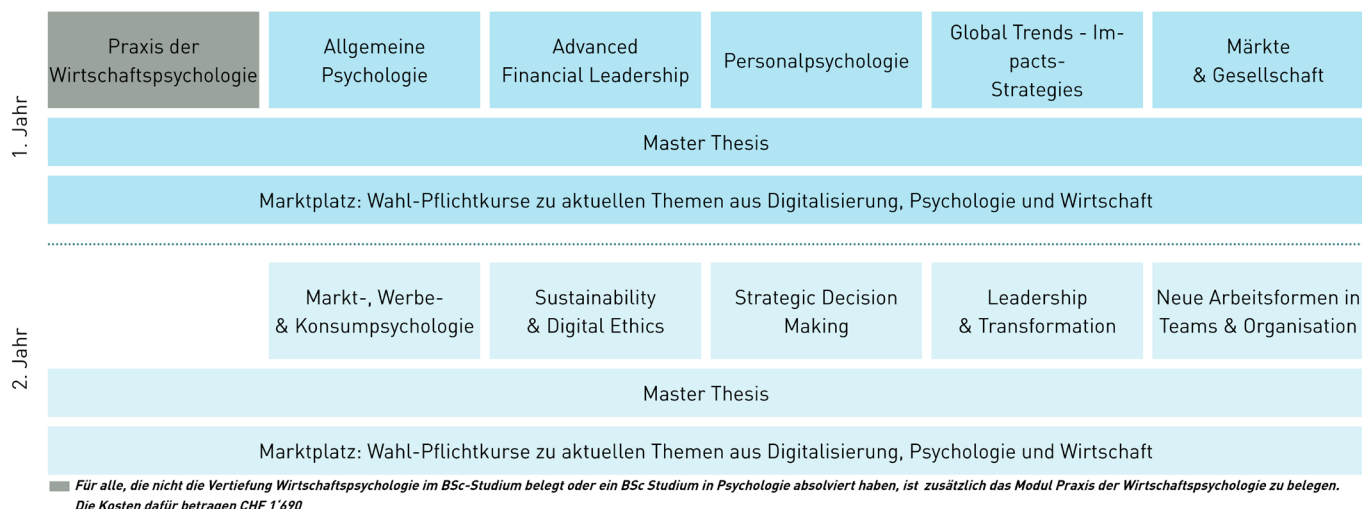 1. Jahr
Praxis der
Wirtschaftspsychologie
Allgemeine
Psychologie
Advanced
Financial Leadership
Personalpsychologie
Global Trends - Im-
pacts-
Strategies
Märkte
& Gesellschaft
Master Thesis
Marktplatz: Wahl-Pflichtkurse zu aktuellen Themen aus Digitalisierung, Psychologie und Wirtschaft
2. Jahr
Markt-, Werbe-
& Konsumpsychologie
Sustainability
& Digital Ethics
Strategic Decision
Making
Leadership
& Transformation
Neue Arbeitsformen in
Teams & Organisation
Master Thesis
Marktplatz: Wahl-Pflichtkurse zu aktuellen Themen aus Digitalisierung, Psychologie und Wirtschaft
Für alle, die nicht die Vertiefung Wirtschaftspsychologie im BSc-Studium belegt oder ein BSc Studium in Psychologie absolviert haben, ist zusätzlich das Modul Praxis der Wirtschaftspsychologie zu belegen.
Die Kosten dafür betragen CHF 1'690